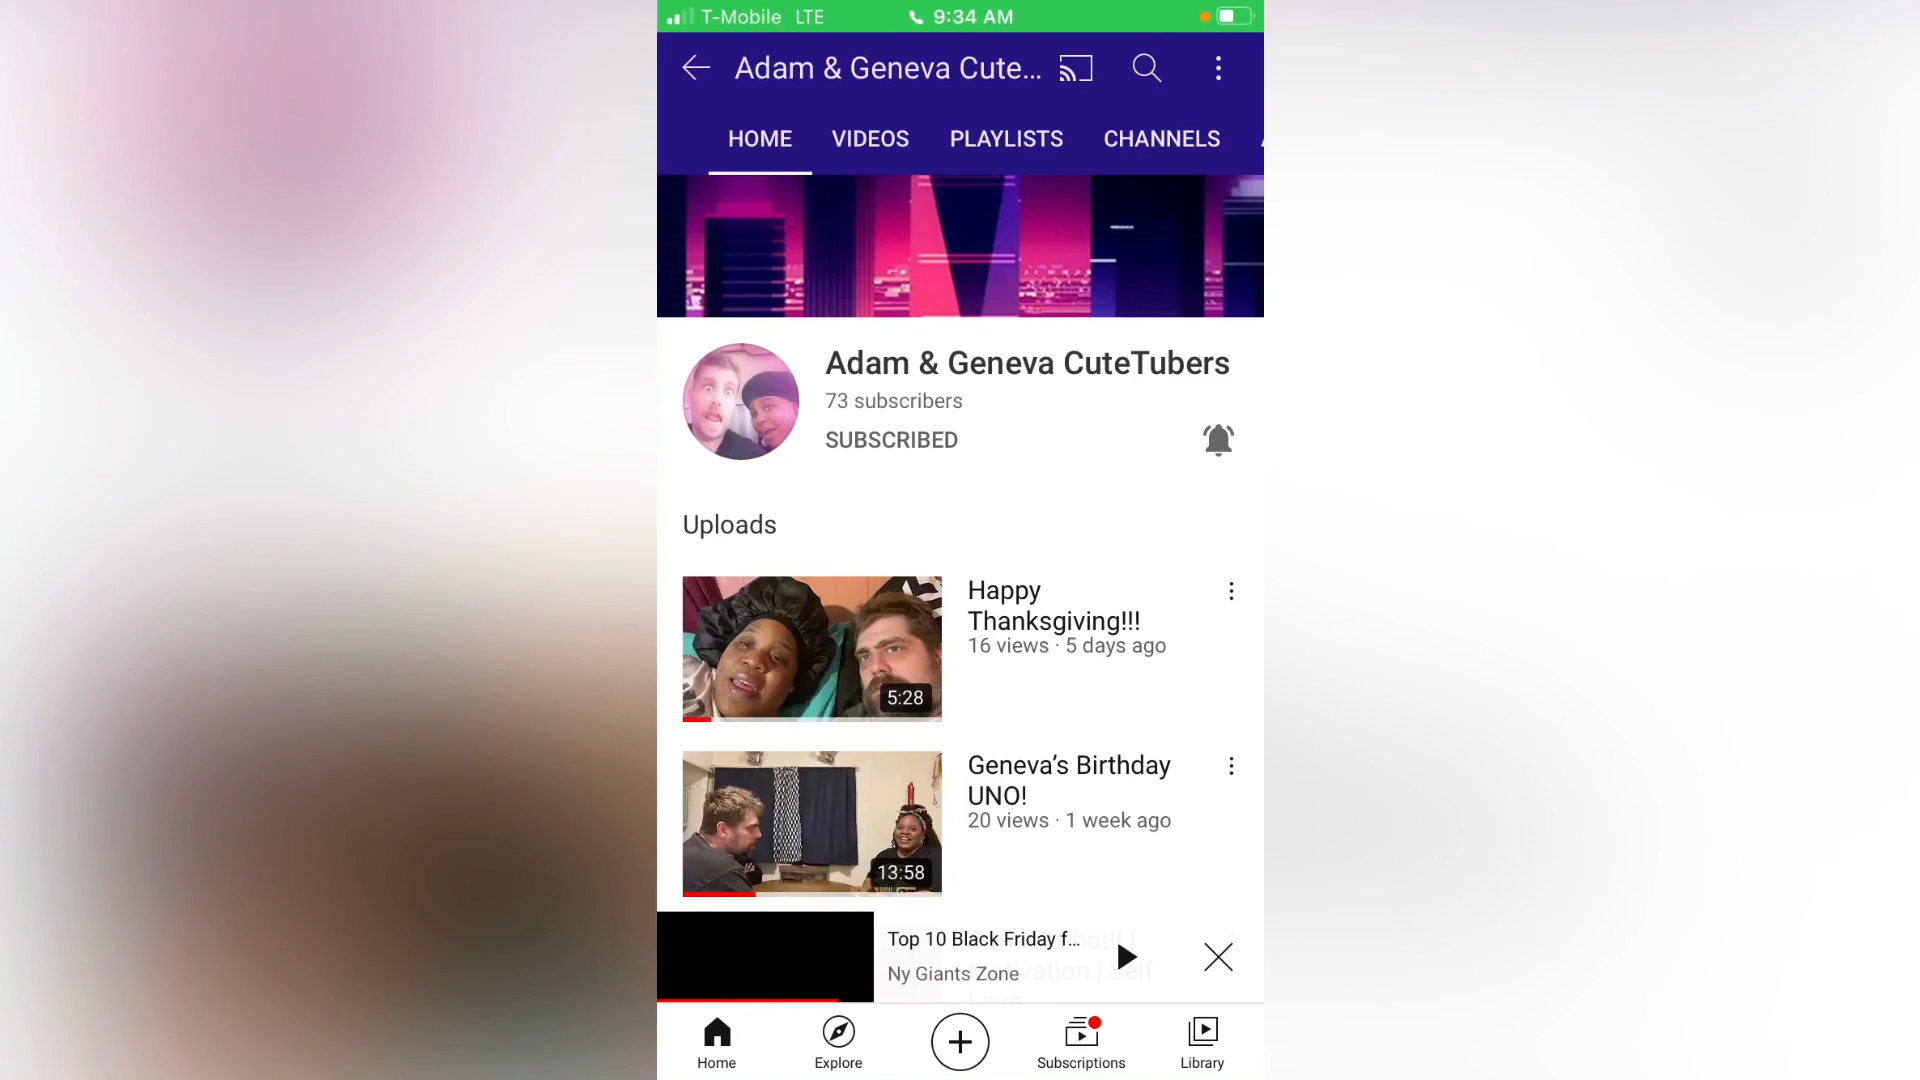 T-Mobile LTE 9:34 AM
Adam & Geneva Cute...
HOME VIDEOS PLAYLISTS CHANNELS
Adam & Geneva CuteTubers
73 subscribers
SUBSCRIBED
Uploads
Happy
Thanksgiving!!!
16 views · 5 days ago
5:28
Geneva’s Birthday
UNO!
20 views · 1 week ago
13:58
Top 10 Black Friday f...
Ny Giants Zone
Home Explore Subscriptions Library